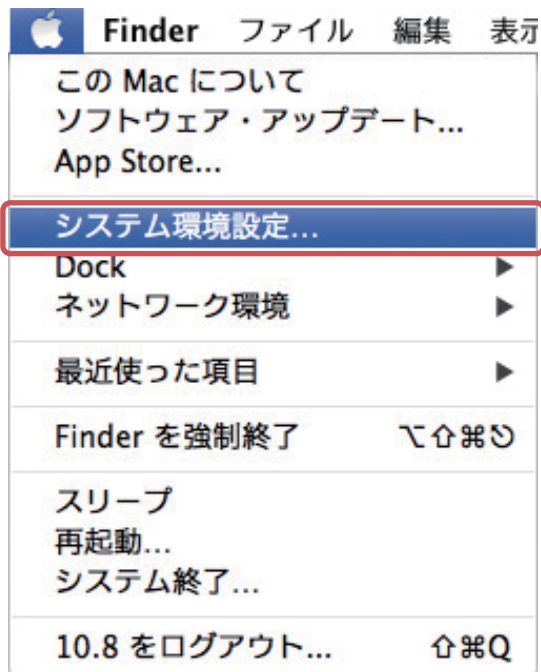 Finder ファイル 編集 表示
この Mac について
ソフトウェア・アップデート...
App Store...
システム環境設定...
Dock ▶
ネットワーク環境 ▶
最近使った項目 ▶
Finder を強制終了 ⌥⇧⌘⎋
スリープ
再起動...
システム終了...
10.8 をログアウト... ⇧⌘Q